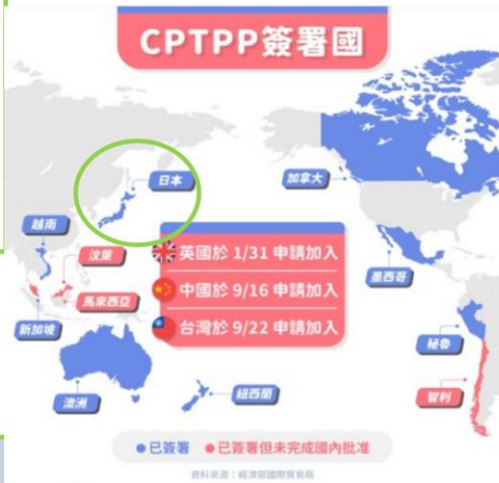 CPTPP簽署國
日本
加拿大
越南
汶萊
英國於 1/31 申請加入
馬來西亞
中國於 9/16 申請加入
墨西哥
新加坡
台灣於 9/22 申請加入
秘魯
澳洲
紐西蘭
智利
已簽署
已簽署但未完成國內批准
資料來源：經濟部國際貿易局